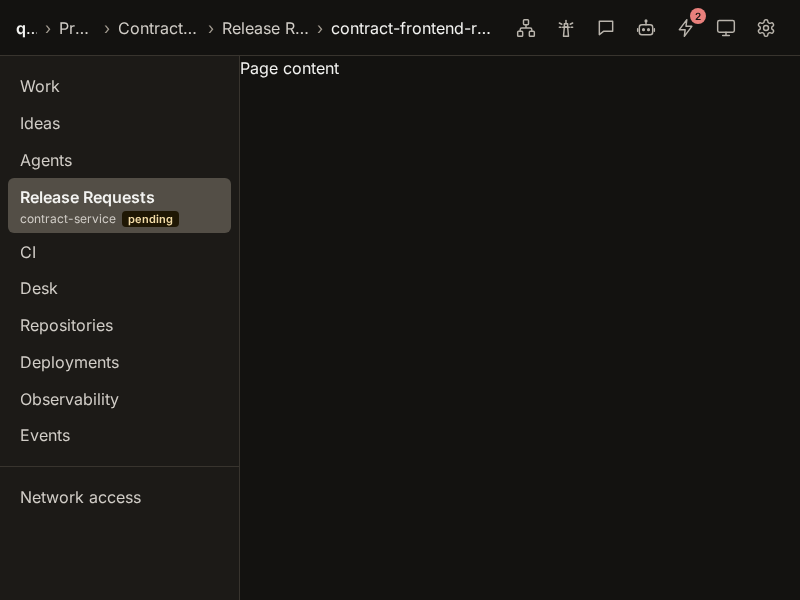 q... › Pr... › Contract... › Release R... › contract-frontend-r...
2
Work
Ideas
Agents
Release Requests
contract-service pending
CI
Desk
Repositories
Deployments
Observability
Events
Network access
Page content